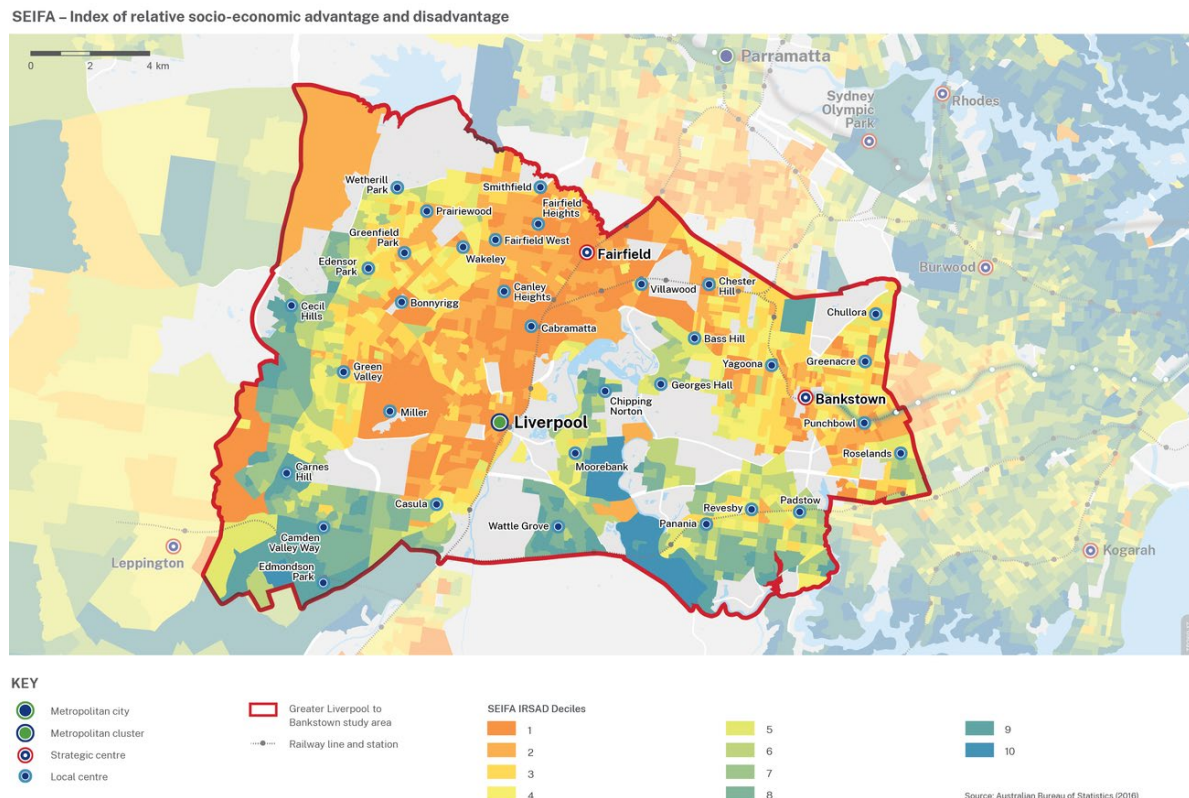 SEIFA – Index of relative socio-economic advantage and disadvantage
0 2 4 km
Parramatta
Sydney
Olympic
Park
Rhodes
Wetherill
Park
Smithfield
Prairiewood
Fairfield
Heights
Greenfield
Park
Fairfield West
Wakeley
Fairfield
Edensor
Park
Burwood
Canley
Heights
Villawood
Chester
Hill
Bonnyrigg
Cecil
Hills
Chullora
Cabramatta
Bass Hill
Yagoona
Greenacre
Green
Valley
Georges Hall
Chipping
Norton
Bankstown
Miller
Liverpool
Punchbowl
Moorebank
Roselands
Carnes
Hill
Casula
Wattle Grove
Revesby
Padstow
Panania
Camden
Valley Way
Leppington
Edmondson
Park
Kogarah
KEY
Metropolitan city
Metropolitan cluster
Strategic centre
Local centre
Greater Liverpool to
Bankstown study area
Railway line and station
SEIFA IRSAD Deciles
1
2
3
4
5
6
7
8
9
10
Source: Australian Bureau of Statistics (2016)